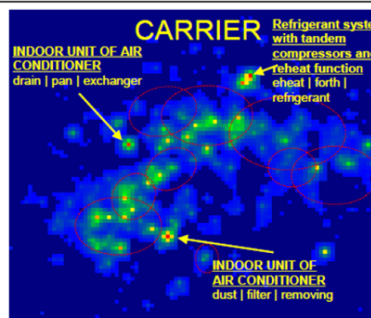 CARRIER
INDOOR UNIT OF AIR
CONDITIONER
drain | pan | exchanger
Refrigerant syste
with tandem
compressors and
reheat function
eheat | forth |
refrigerant
INDOOR UNIT OF
AIR CONDITIONER
dust | filter | removing